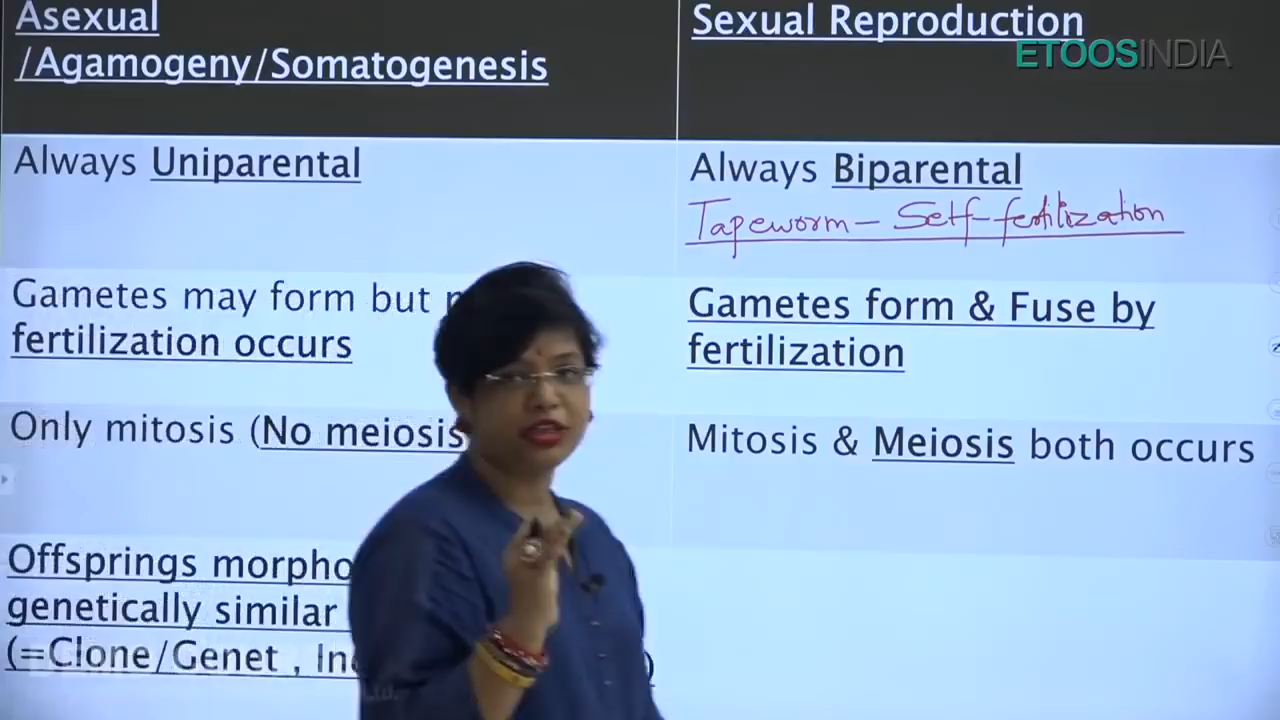 Asexual
/Agamogeny/Somatogenesis
Sexual Reproduction
ETOOSINDIA
Always Uniparental
Always Biparental
Tapeworm - Self-fertilization
Gametes may form but
fertilization occurs
Gametes form & Fuse by
fertilization
Only mitosis (No meiosis
Mitosis & Meiosis both occurs
Offsprings morpho
genetically similar
(=Clone/Genet , In